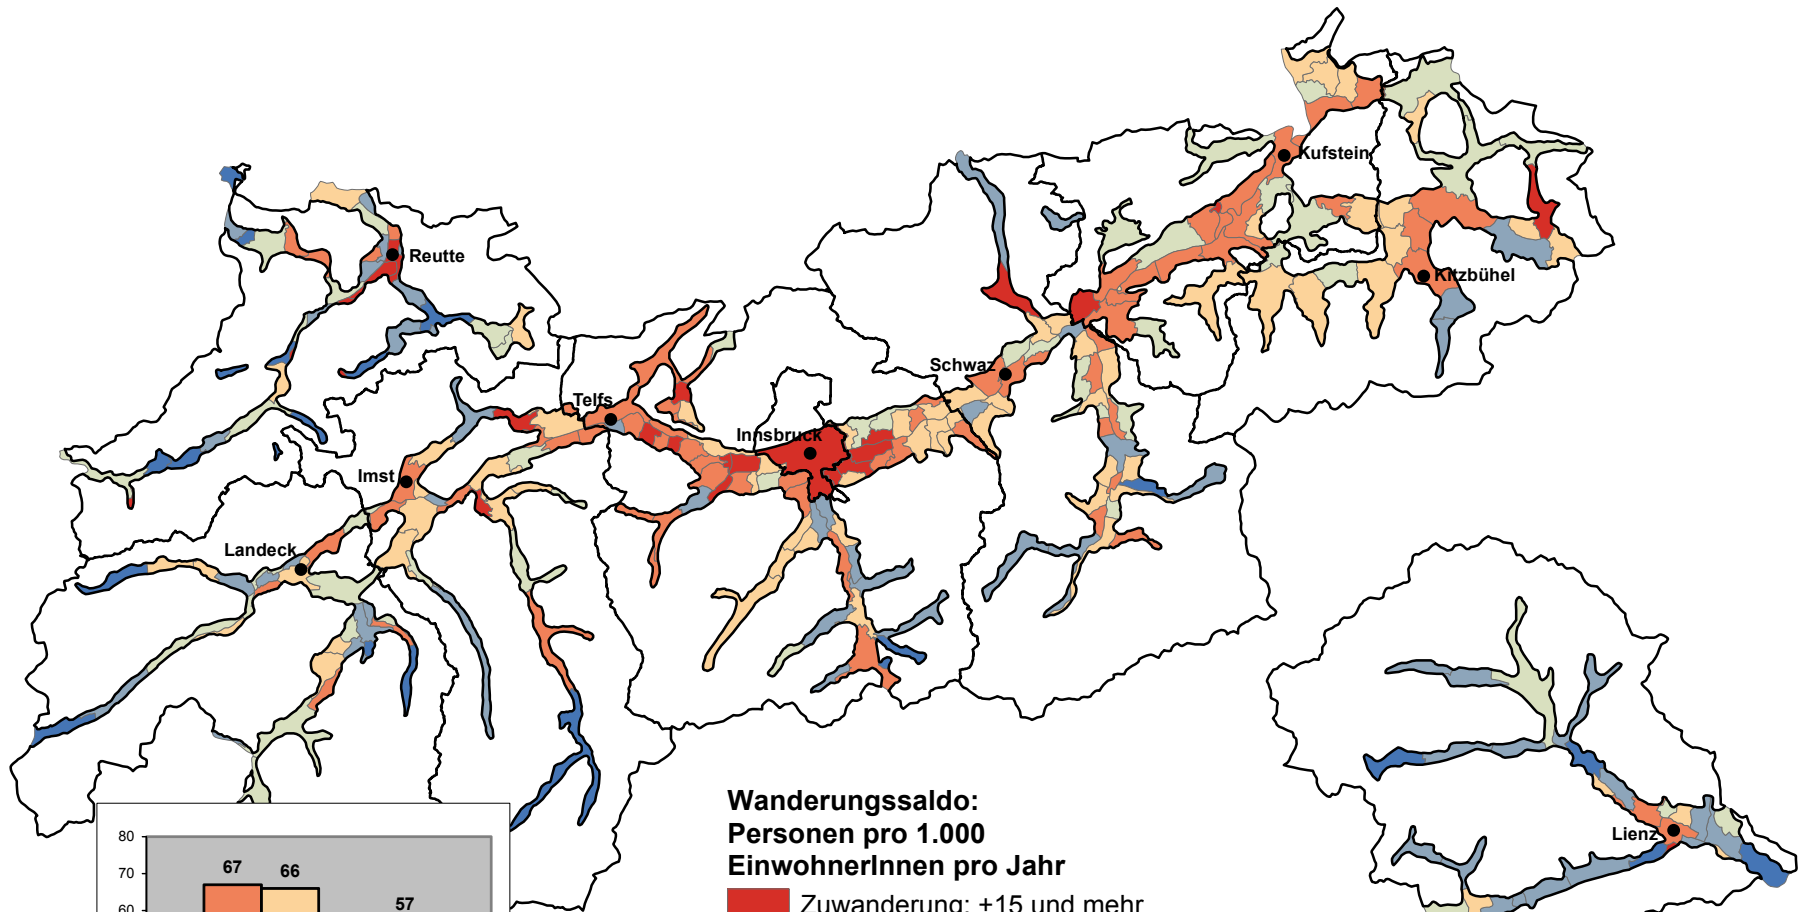 Kufstein
Reutte
Kitzbühel
Schwaz
Telfs
Innsbruck
Imst
Landeck
Lienz
80
70
60
67
66
57
Wanderungssaldo:
Personen pro 1.000
EinwohnerInnen pro Jahr
Zuwanderung: +15 und mehr